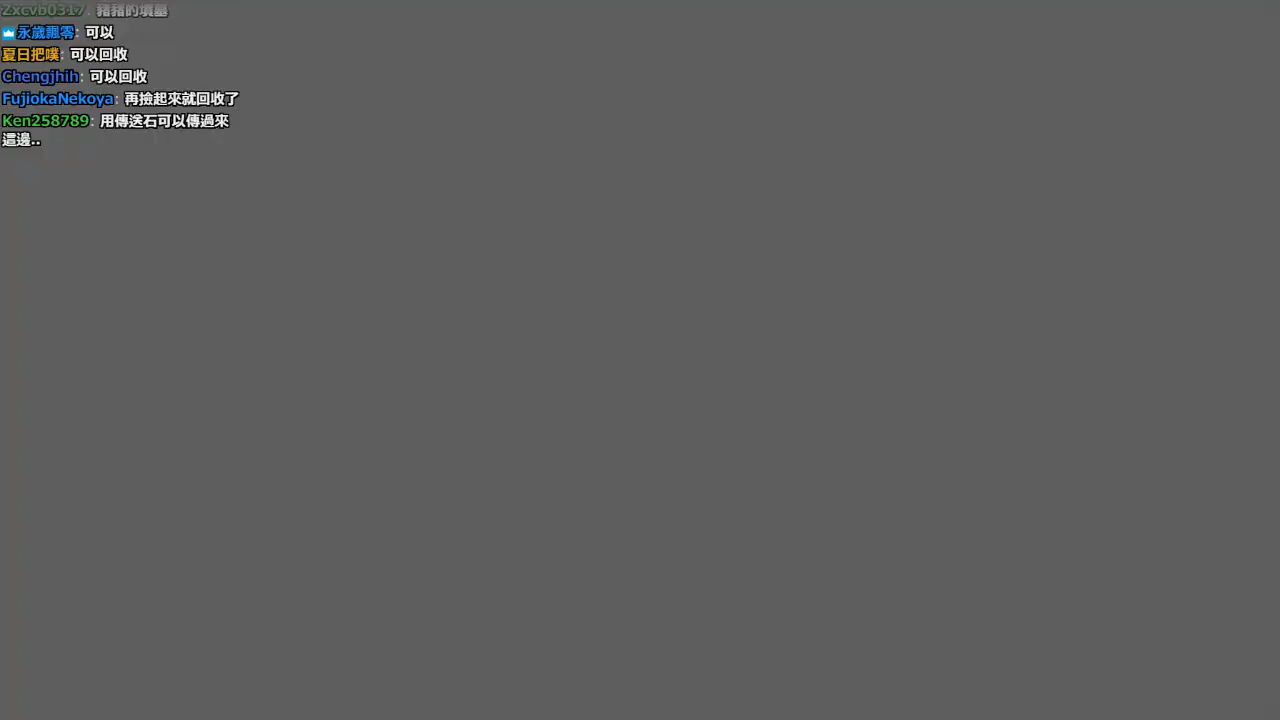 Zxcvb0317: 豬豬的墳墓
永歲飄零: 可以
夏日把噗: 可以回收
Chengjhih: 可以回收
FujiokaNekoya: 再撿起來就回收了
Ken258789: 用傳送石可以傳過來
這邊..